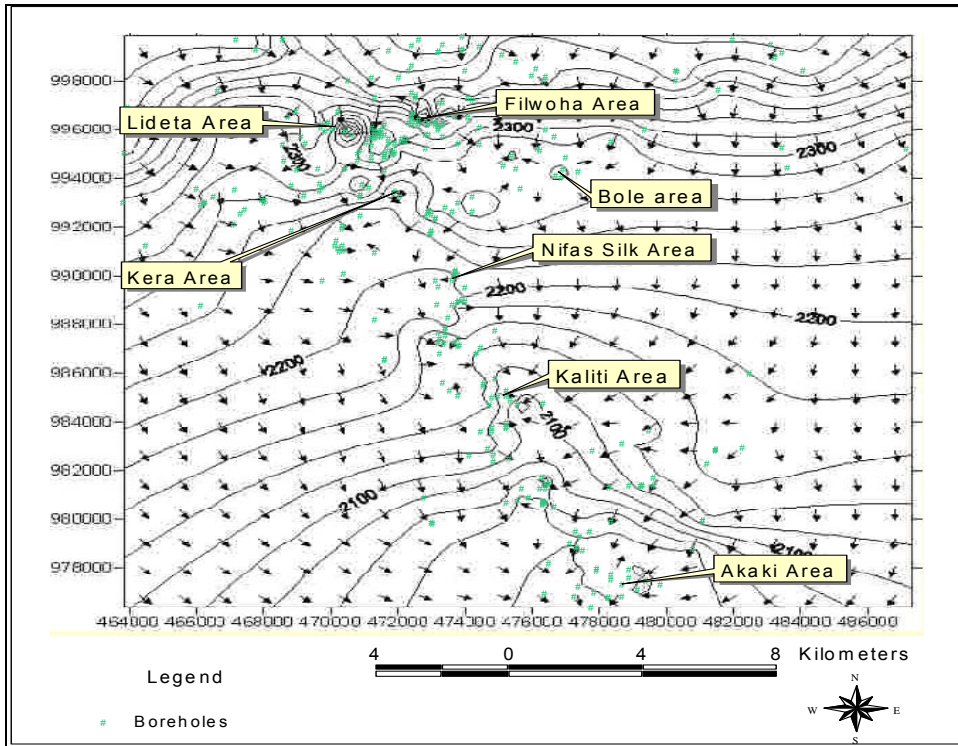 998000
996000
994000
992000
990000
988000
986000
984000
982000
980000
978000
Filwoha Area
Lideta Area
2300
2300
2300
Bole area
Nifas Silk Area
Kera Area
2200
2200
2200
Kaliti Area
2100
2100
2100
Akaki Area
464000 466000 468000 470000 472000 474000 476000 478000 480000 482000 484000 486000
4 0 4 8 Kilometers
Legend
# Boreholes
N
W E
S